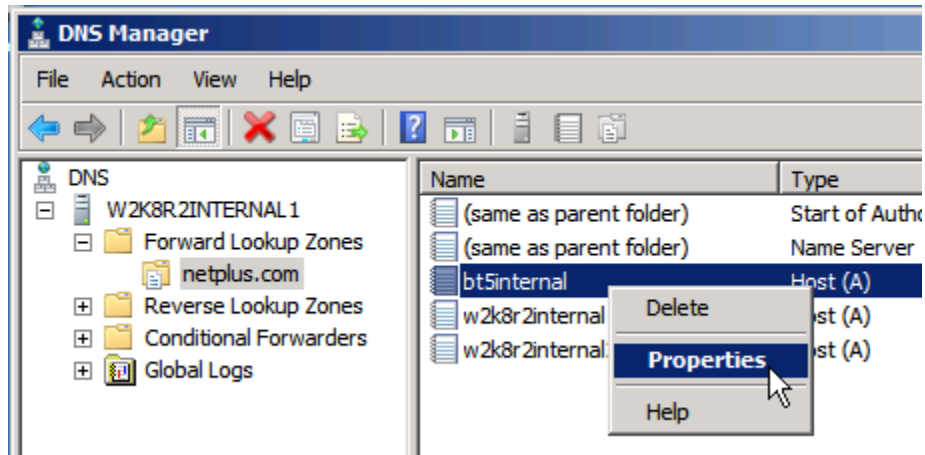 DNS Manager
File Action View Help
DNS
W2K8R2INTERNAL1
Forward Lookup Zones
netplus.com
Reverse Lookup Zones
Conditional Forwarders
Global Logs
Name Type
(same as parent folder) Start of Autho
(same as parent folder) Name Server
bt5internal Host (A)
w2k8r2internal ost (A)
w2k8r2internal ost (A)
Delete
Properties
Help